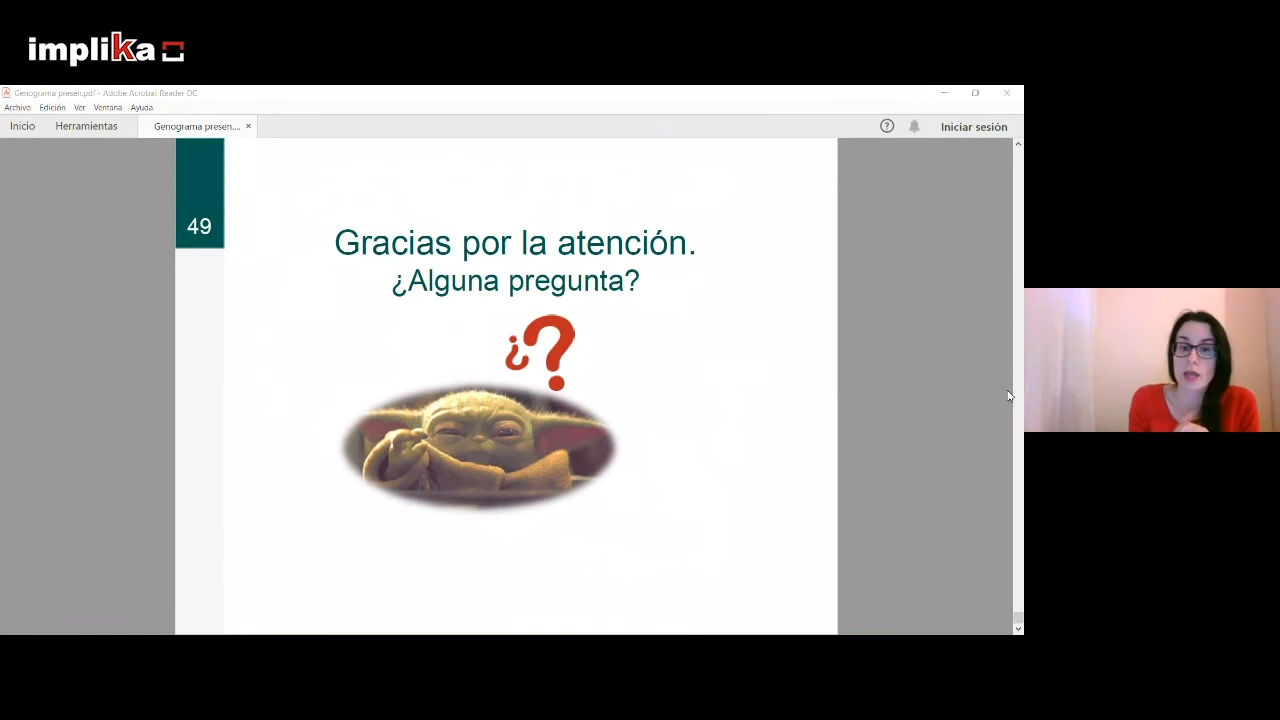 implika
Genograma presen.pdf - Adobe Acrobat Reader DC
Archivo Edición Ver Ventana Ayuda
Inicio Herramientas Genograma presen.... × Iniciar sesión
49
Gracias por la atención.
¿Alguna pregunta?
¿?